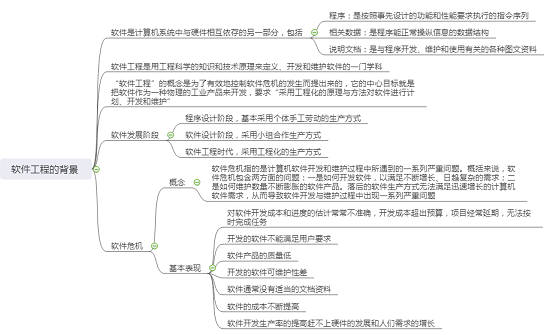 程序：是按照事先设计的功能和性能要求执行的指令序列
软件是计算机系统中与硬件相互依存的另一部分，包括
相关数据：是程序能正常操纵信息的数据结构
说明文档：是与程序开发、维护和使用有关的各种图文资料
软件工程是用工程科学的知识和技术原理来定义、开发和维护软件的一门学科
“软件工程”的概念是为了有效地控制软件危机的发生而提出来的，它的中心目标就是
把软件作为一种物理的工业产品来开发，要求“采用工程化的原理与方法对软件进行计
划、开发和维护”
程序设计阶段，基本采用个体手工劳动的生产方式
软件发展阶段
软件设计阶段，采用小组合作生产方式
软件工程时代，采用工程化的生产方式
软件工程的背景
概念
软件危机指的是计算机软件开发和维护过程中所遇到的一系列严重问题。概括来说，软
件危机包含两方面的问题：一是如何开发软件，以满足不断增长、日趋复杂的需求；二
是如何维护数量不断膨胀的软件产品。落后的软件生产方式无法满足迅速增长的计算机
软件需求，从而导致软件开发与维护过程中出现一系列严重问题
软件危机
对软件开发成本和进度的估计常常不准确，开发成本超出预算，项目经常延期，无法按
时完成任务
开发的软件不能满足用户要求
软件产品的质量低
基本表现
开发的软件可维护性差
软件通常没有适当的文档资料
软件的成本不断提高
软件开发生产率的提高赶不上硬件的发展和人们需求的增长